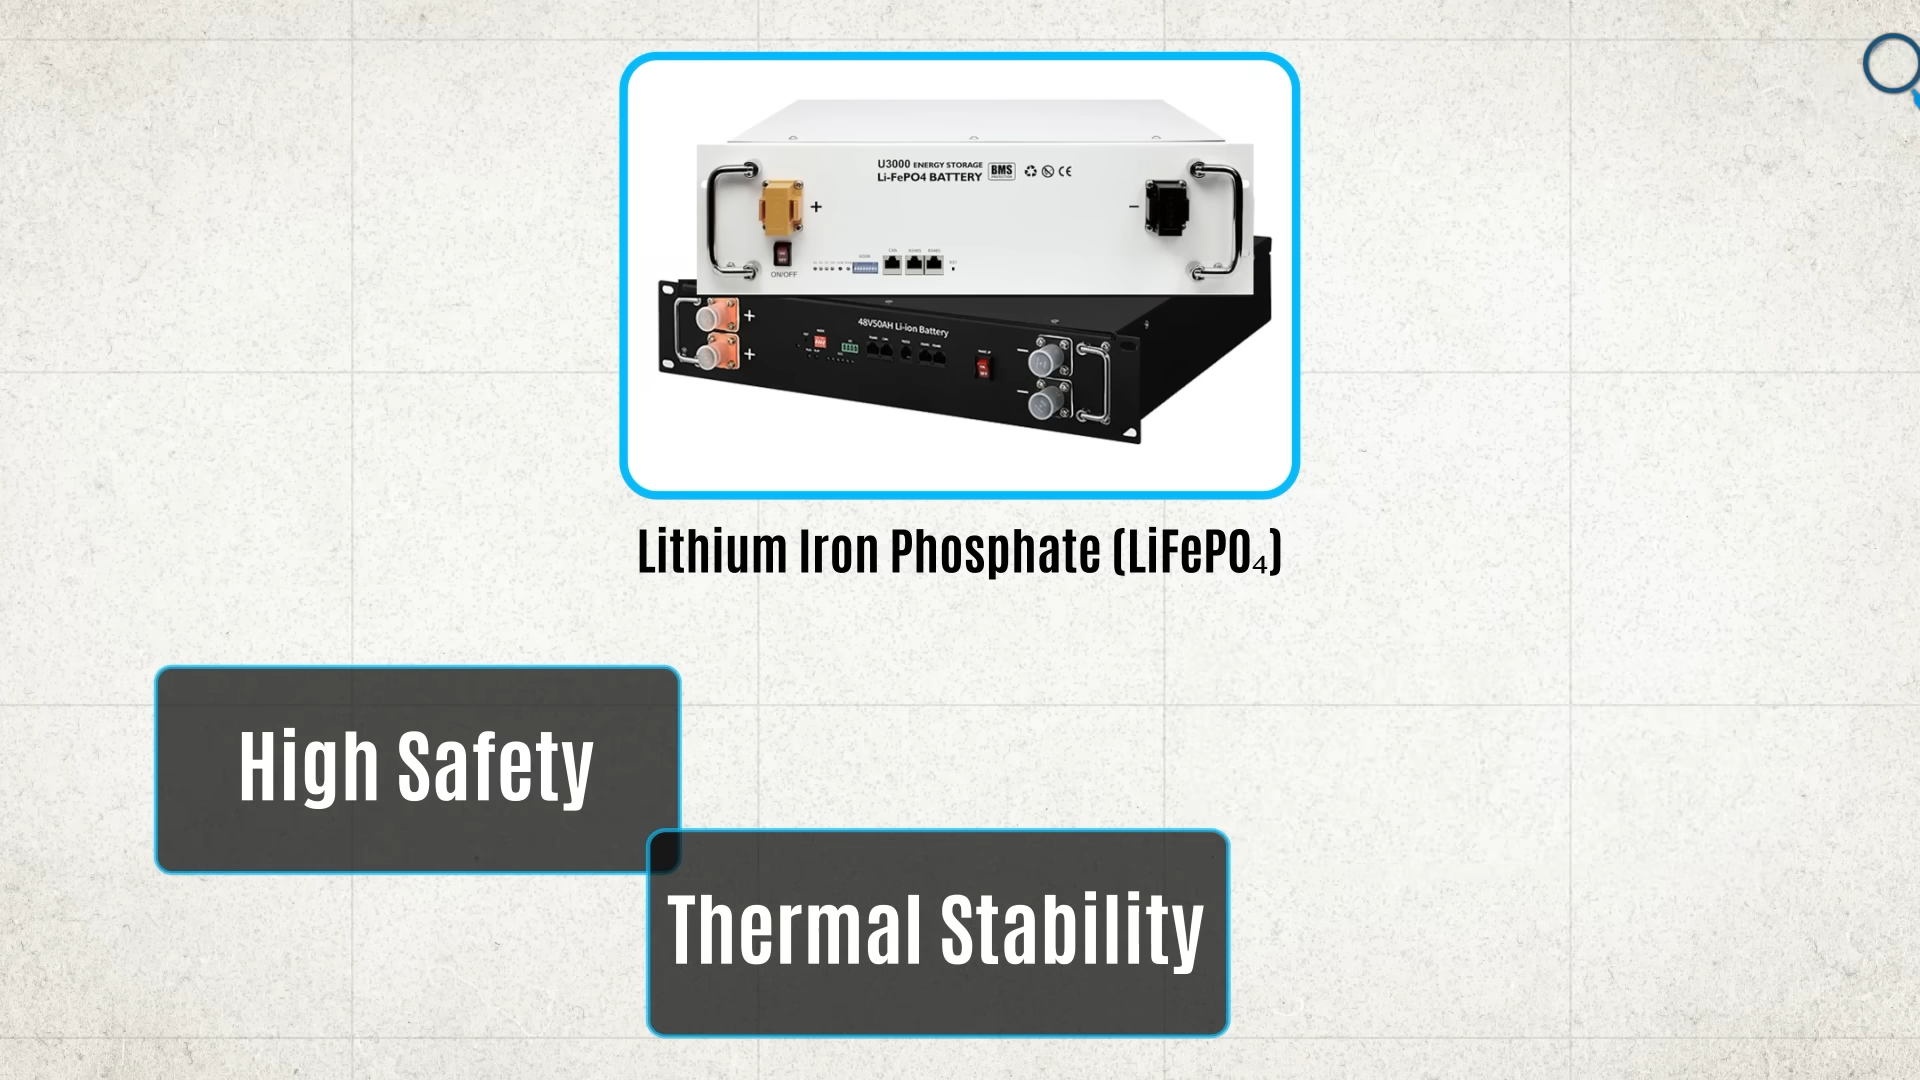 U3000 ENERGY STORAGE
Li-FePO4 BATTERY
BMS
+
−
ON/OFF
48V50AH Li-ion Battery
+
+
Lithium Iron Phosphate (LiFePO₄)
High Safety
Thermal Stability